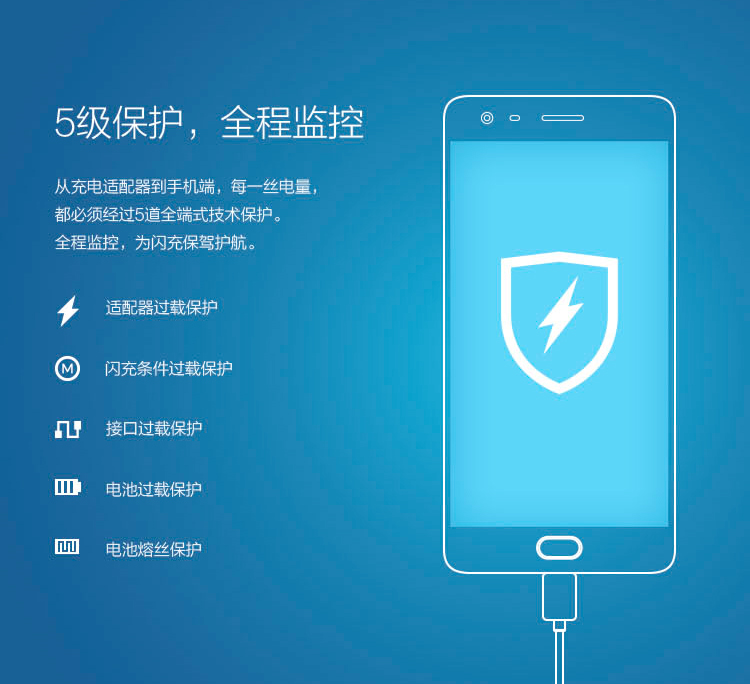 5级保护，全程监控
从充电适配器到手机端，每一丝电量，
都必须经过5道全端式技术保护。
全程监控，为闪充保驾护航。
适配器过载保护
M
闪充条件过载保护
接口过载保护
电池过载保护
电池熔丝保护